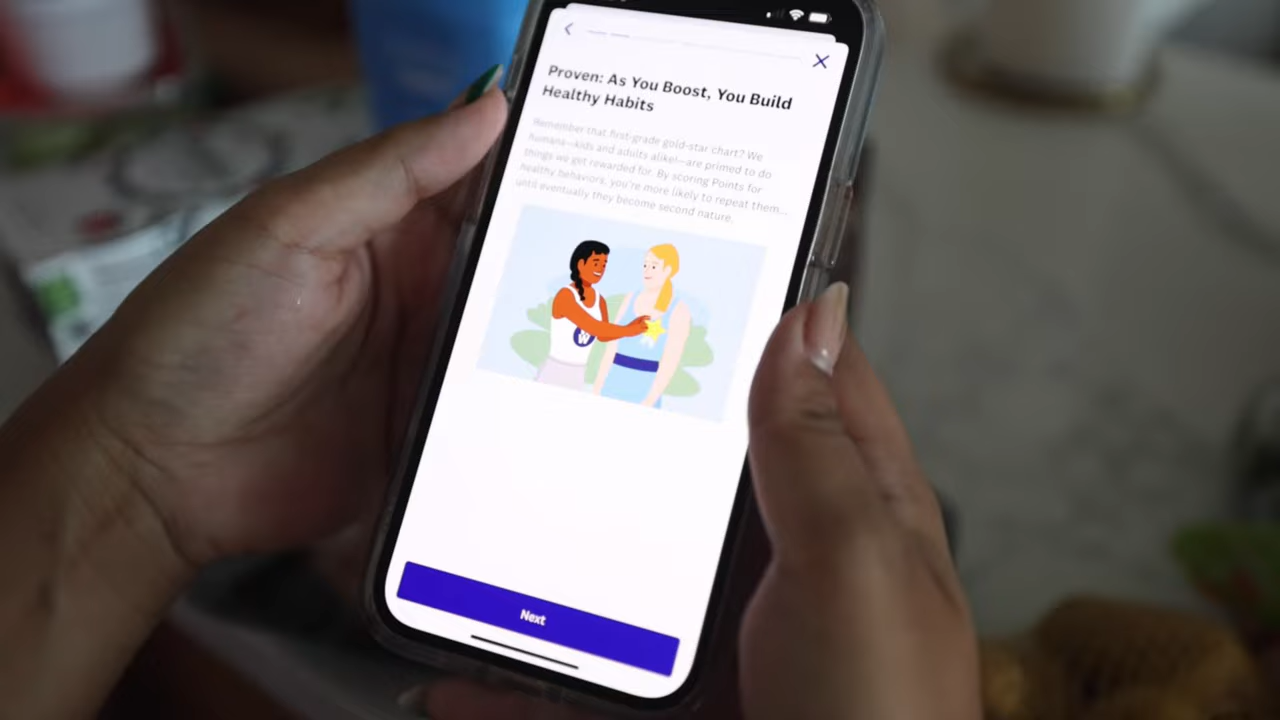 Proven: As You Boost, You Build
Healthy Habits
Remember that first-grade gold-star chart? We
humans—kids and adults alike!—are primed to do
things we get rewarded for. By scoring Points for
healthy behaviors, you're more likely to repeat them...
until eventually they become second nature.
W
Next